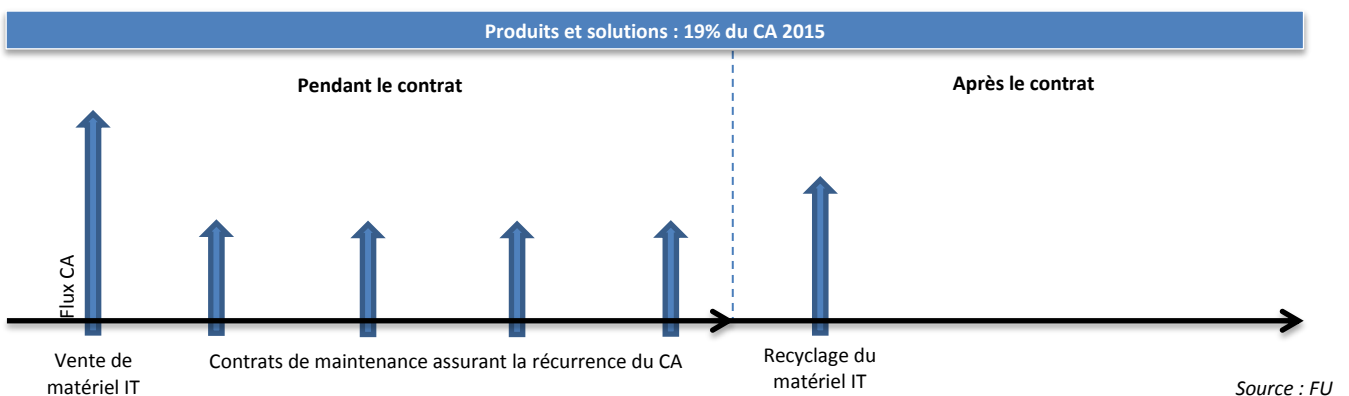 Produits et solutions : 19% du CA 2015
Pendant le contrat
Après le contrat
Flux CA
Vente de
matériel IT
Contrats de maintenance assurant la récurrence du CA
Recyclage du
matériel IT
Source : FU